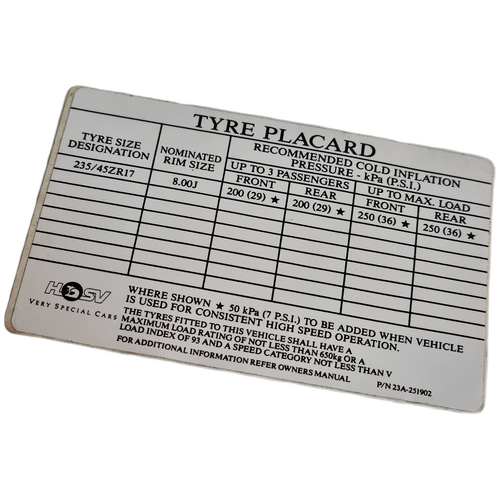 TYRE PLACARD
TYRE SIZE DESIGNATION
NOMINATED RIM SIZE
RECOMMENDED COLD INFLATION
PRESSURE - kPa (P.S.I.)
UP TO 3 PASSENGERS
UP TO MAX. LOAD
FRONT
REAR
FRONT
REAR
235/45ZR17
8.00J
200 (29) ★
200 (29) ★
250 (36) ★
250 (36) ★
HSV
VERY SPECIAL CARS
WHERE SHOWN ★ 50 kPa (7 P.S.I.) TO BE ADDED WHEN VEHICLE
IS USED FOR CONSISTENT HIGH SPEED OPERATION.
THE TYRES FITTED TO THIS VEHICLE SHALL HAVE A
MAXIMUM LOAD RATING OF NOT LESS THAN 650kg OR A
LOAD INDEX OF 93 AND A SPEED CATEGORY NOT LESS THAN V
FOR ADDITIONAL INFORMATION REFER OWNERS MANUAL
P/N 23A-251902